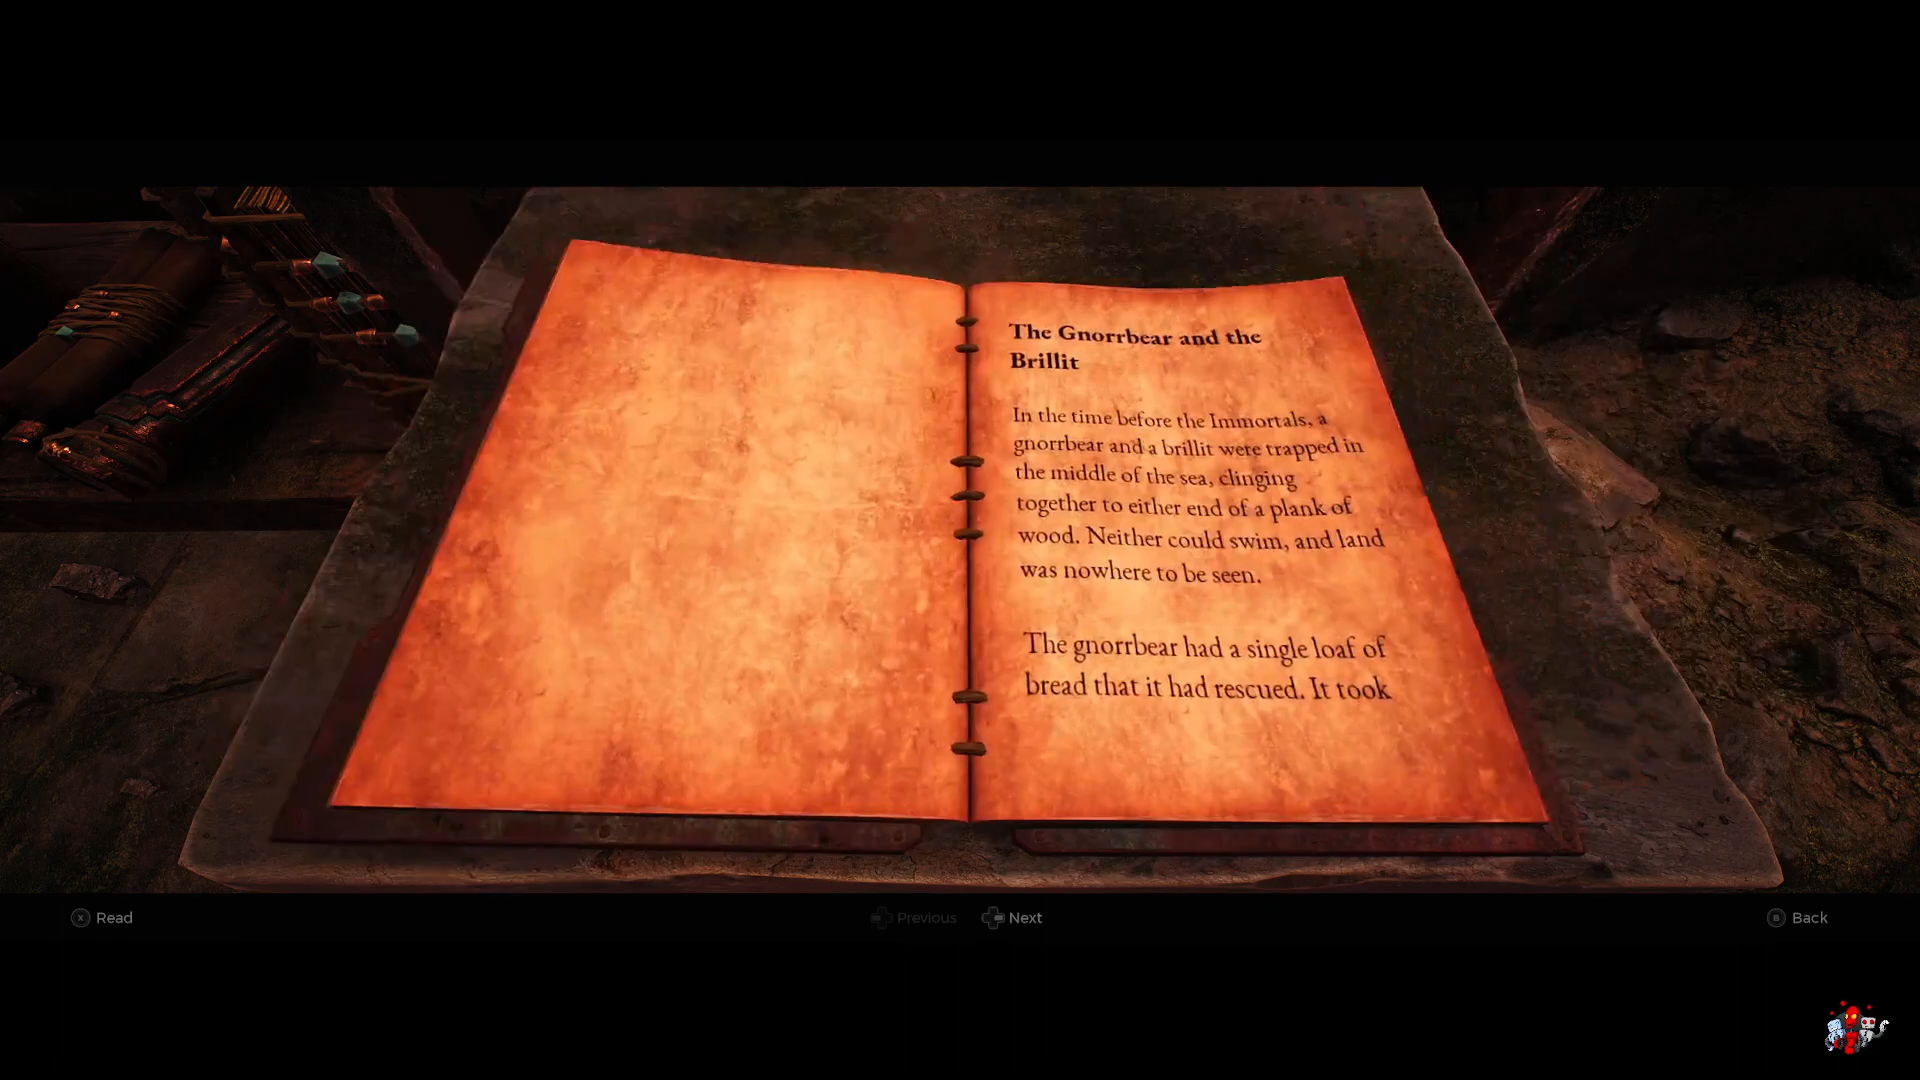 The Gnorrbear and the
Brillit
In the time before the Immortals, a
gnorrbear and a brillit were trapped in
the middle of the sea, clinging
together to either end of a plank of
wood. Neither could swim, and land
was nowhere to be seen.
The gnorrbear had a single loaf of
bread that it had rescued. It took
X Read
Previous
Next
B Back